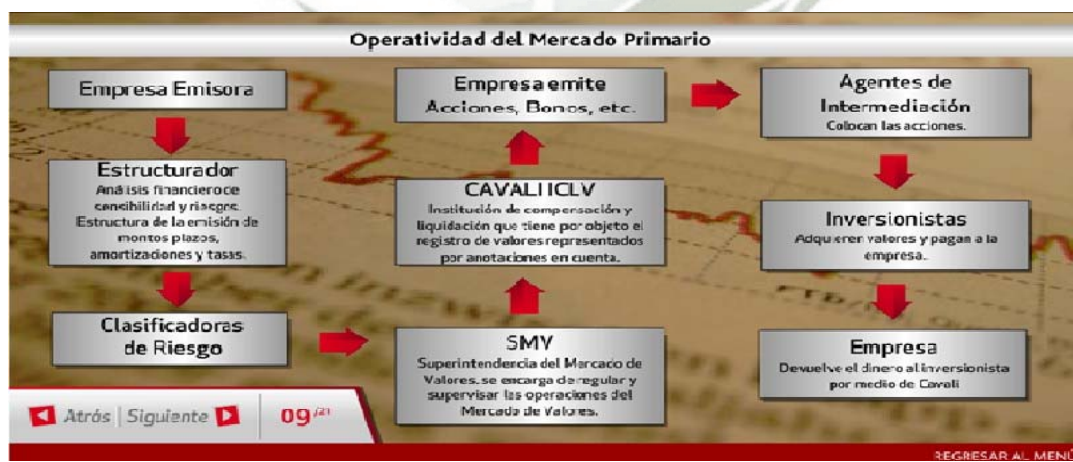 Operatividad del Mercado Primario
Empresa Emisora
Estructurador
Análisis financiero de
sensibilidad y riesgos.
Estructura de la emisión de
montos plazos,
amortizaciones y tasas.
Clasificadoras
de Riesgo
SMV
Superintendencia del Mercado de
Valores, se encarga de regular y
supervisar las operaciones del
Mercado de Valores.
CAVALI ICLV
Institución de compensación y
liquidación que tiene por objeto el
registro de valores representados
por anotaciones en cuenta.
Empresa emite
Acciones, Bonos, etc.
Agentes de
Intermediación
Colocan las acciones.
Inversionistas
Adquieren valores y pagan a la
empresa.
Empresa
Devuelve el dinero al inversionista
por medio de Cavali
Atrás | Siguiente
09/21
REGRESAR AL MENÚ